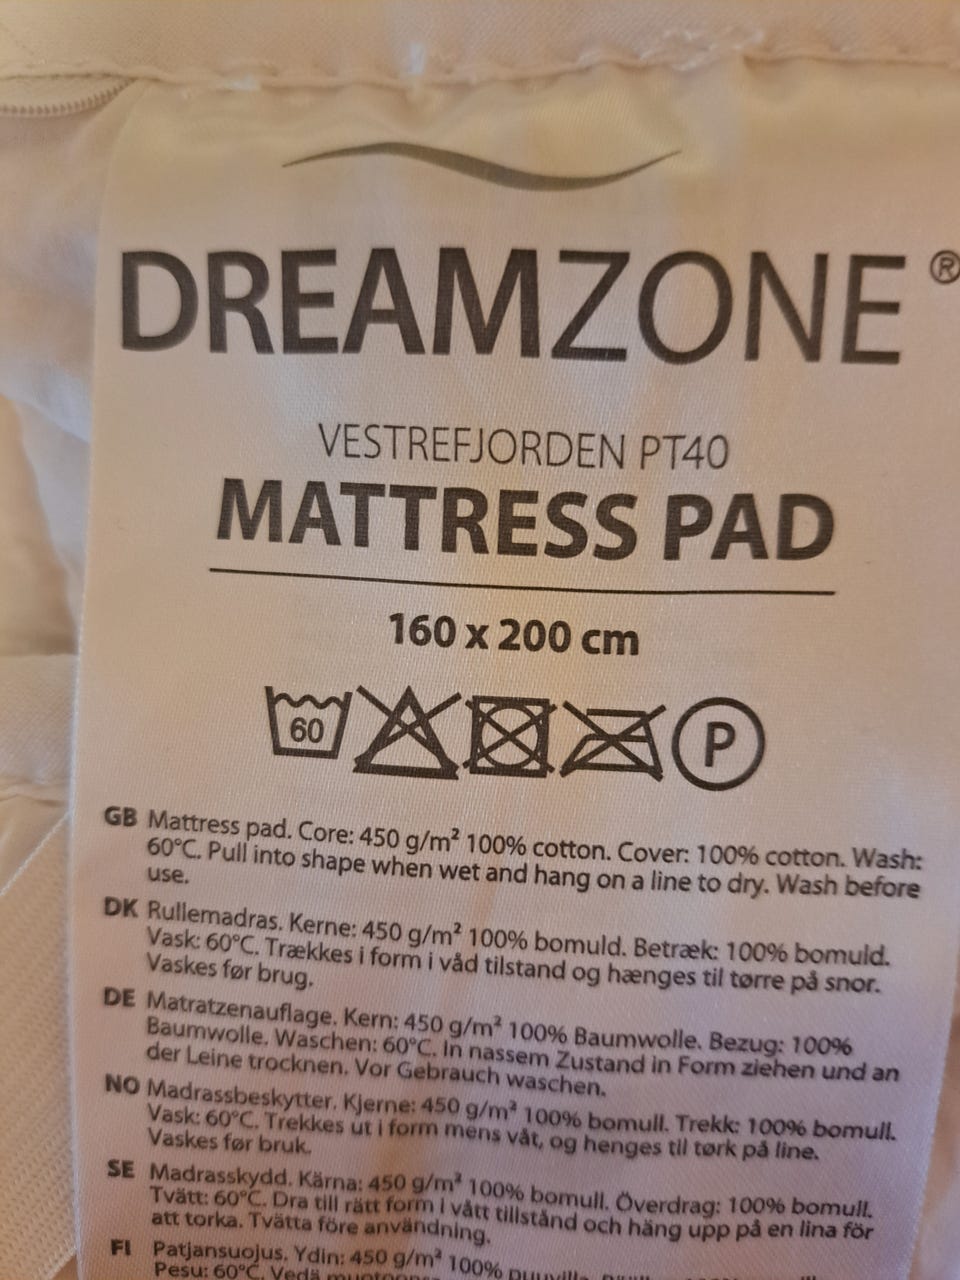 DREAMZONE®
VESTREFJORDEN PT40
MATTRESS PAD
160 x 200 cm
60
P
GB Mattress pad. Core: 450 g/m² 100% cotton. Cover: 100% cotton. Wash:
60°C. Pull into shape when wet and hang on a line to dry. Wash before
use.
DK Rullemadras. Kerne: 450 g/m² 100% bomuld. Betræk: 100% bomuld.
Vask: 60°C. Trækkes i form i våd tilstand og hænges til tørre på snor.
Vaskes før brug.
DE Matratzenauflage. Kern: 450 g/m² 100% Baumwolle. Bezug: 100%
Baumwolle. Waschen: 60°C. In nassem Zustand in Form ziehen und an
der Leine trocknen. Vor Gebrauch waschen.
NO Madrassbeskytter. Kjerne: 450 g/m² 100% bomull. Trekk: 100% bomull.
Vask: 60°C. Trekkes ut i form mens våt, og henges til tørk på line.
Vaskes før bruk.
SE Madrasskydd. Kärna: 450 g/m² 100% bomull. Överdrag: 100% bomull.
Tvätt: 60°C. Dra till rätt form i vått tillstånd och häng upp på en lina för
att torka. Tvätta före användning.
FI Patjansuojus. Ydin: 450 g/m² 100% puuvilla.
Pesu: 60°C. Vedä